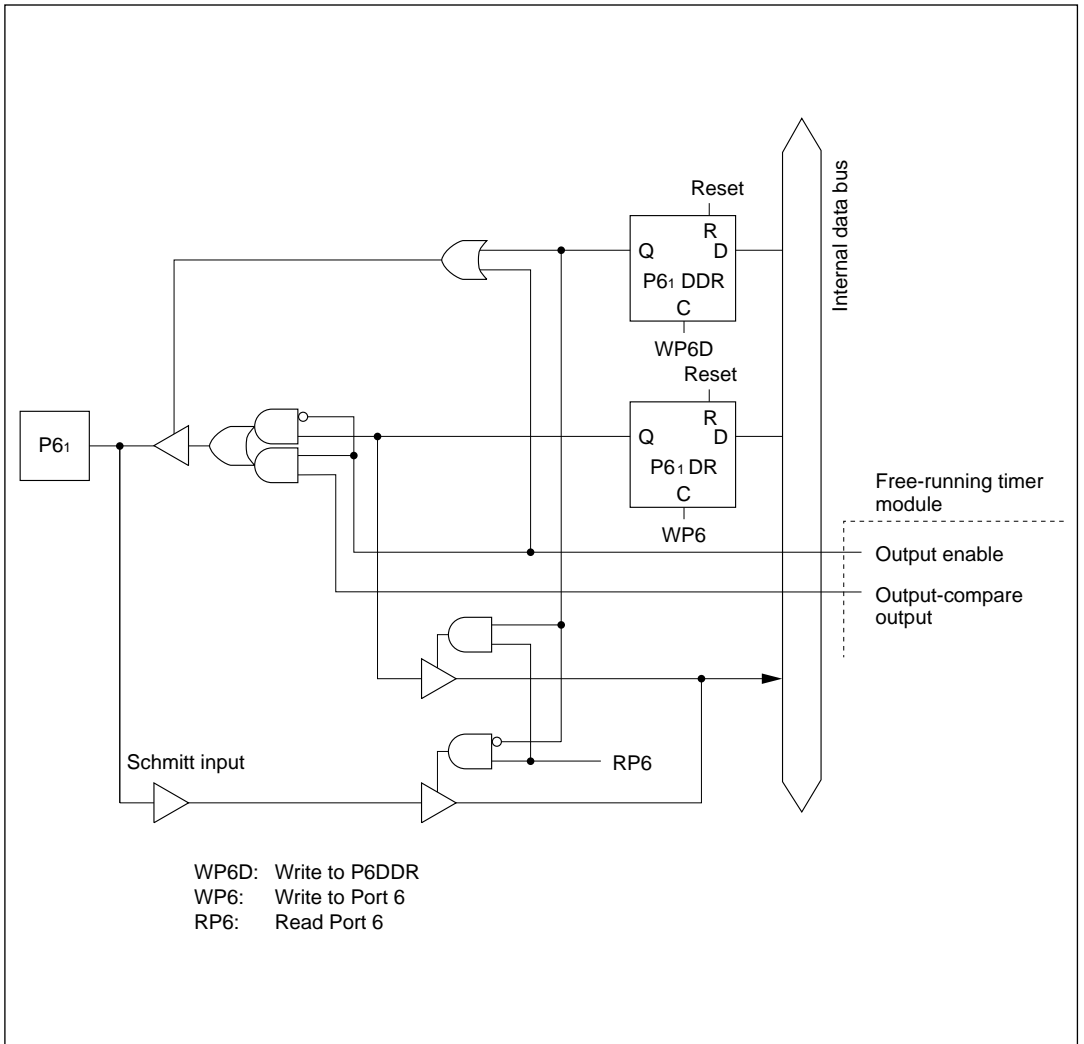 Reset
R
Q D
P6₁ DDR
C
WP6D
Internal data bus
Reset
R
Q D
P6₁ DR
C
WP6
P6₁
Free-running timer
module
Output enable
Output-compare
output
RP6
Schmitt input
WP6D: Write to P6DDR
WP6: Write to Port 6
RP6: Read Port 6